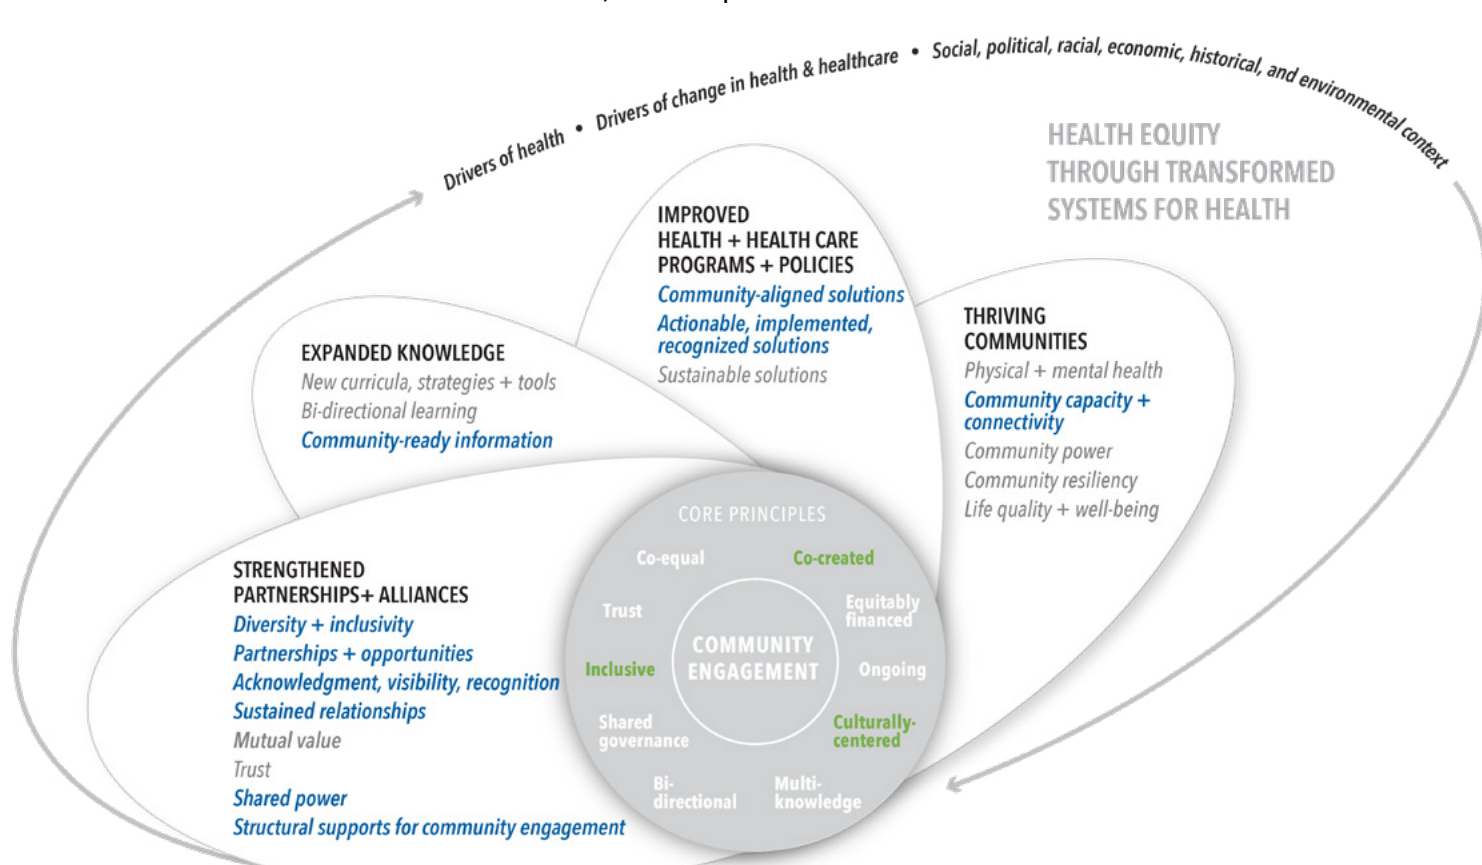 Drivers of health • Drivers of change in health & healthcare • Social, political, racial, economic, historical, and environmental context
HEALTH EQUITY
THROUGH TRANSFORMED
SYSTEMS FOR HEALTH
IMPROVED
HEALTH + HEALTH CARE
PROGRAMS + POLICIES
Community-aligned solutions
Actionable, implemented,
recognized solutions
Sustainable solutions
THRIVING
COMMUNITIES
Physical + mental health
Community capacity +
connectivity
Community power
Community resiliency
Life quality + well-being
EXPANDED KNOWLEDGE
New curricula, strategies + tools
Bi-directional learning
Community-ready information
STRENGTHENED
PARTNERSHIPS+ ALLIANCES
Diversity + inclusivity
Partnerships + opportunities
Acknowledgment, visibility, recognition
Sustained relationships
Mutual value
Trust
Shared power
Structural supports for community engagement
CORE PRINCIPLES
Co-equal
Co-created
Trust
Equitably
financed
Inclusive
COMMUNITY
ENGAGEMENT
Ongoing
Shared
governance
Culturally-
centered
Bi-
directional
Multi-
knowledge